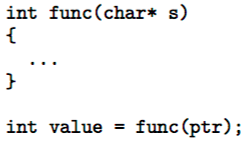 int func(char* s)
{
...
}
int value = func(ptr);